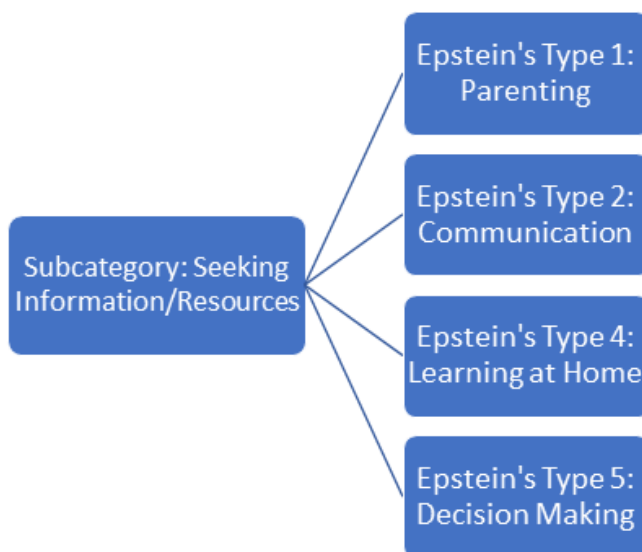 Epstein's Type 1:
Parenting
Epstein's Type 2:
Communication
Subcategory: Seeking
Information/Resources
Epstein's Type 4:
Learning at Home
Epstein's Type 5:
Decision Making